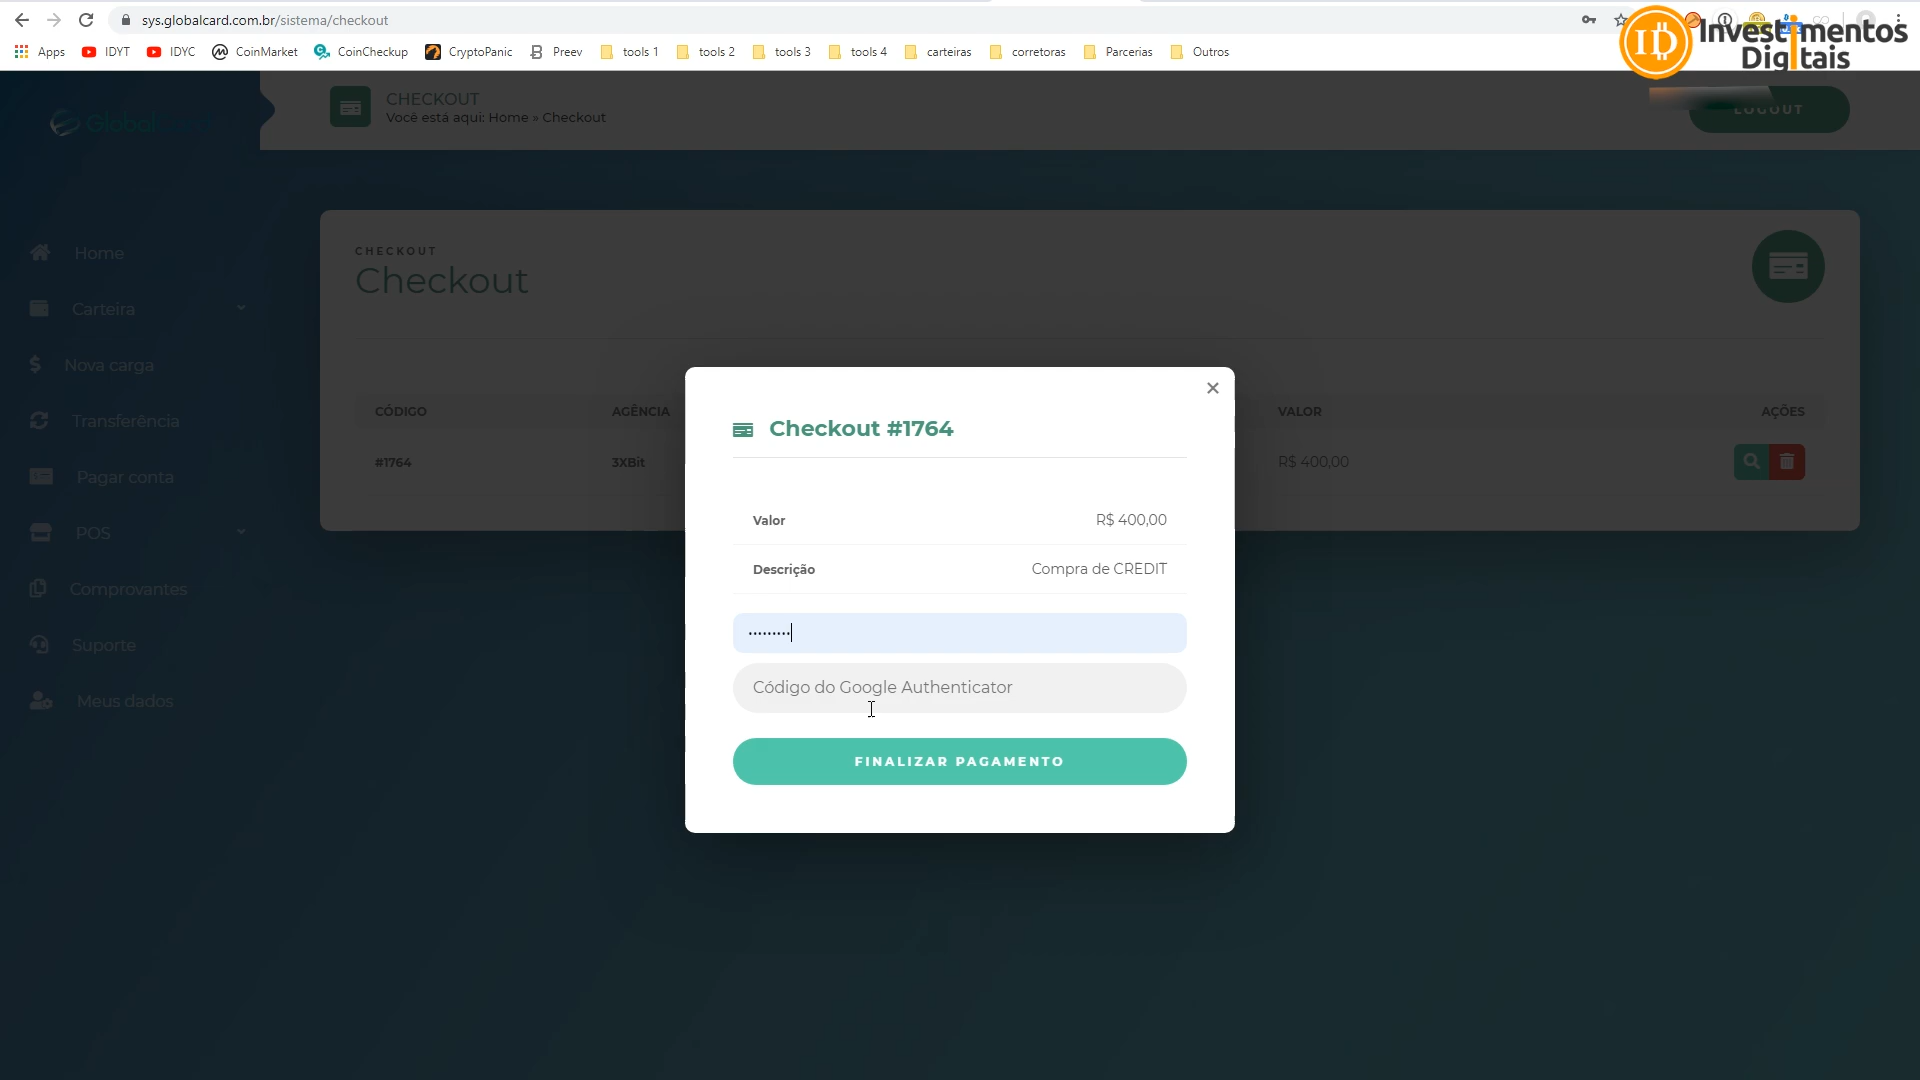 sys.globalcard.com.br/sistema/checkout
Apps
IDYT
IDYC
CoinMarket
CoinCheckup
CryptoPanic
Preev
tools 1
tools 2
tools 3
tools 4
carteiras
corretoras
Parcerias
Outros
ID
Investimentos
Digitais
Global
CHECKOUT
Você está aqui: Home » Checkout
LOGOUT
Home
Carteira
Nova carga
Transferência
Pagar conta
POS
Comprovantes
Suporte
Meus dados
CHECKOUT
Checkout
CÓDIGO
AGÊNCIA
VALOR
AÇÕES
#1764
3XBit
R$ 400,00
Checkout #1764
Valor
R$ 400,00
Descrição
Compra de CREDIT
Código do Google Authenticator
FINALIZAR PAGAMENTO